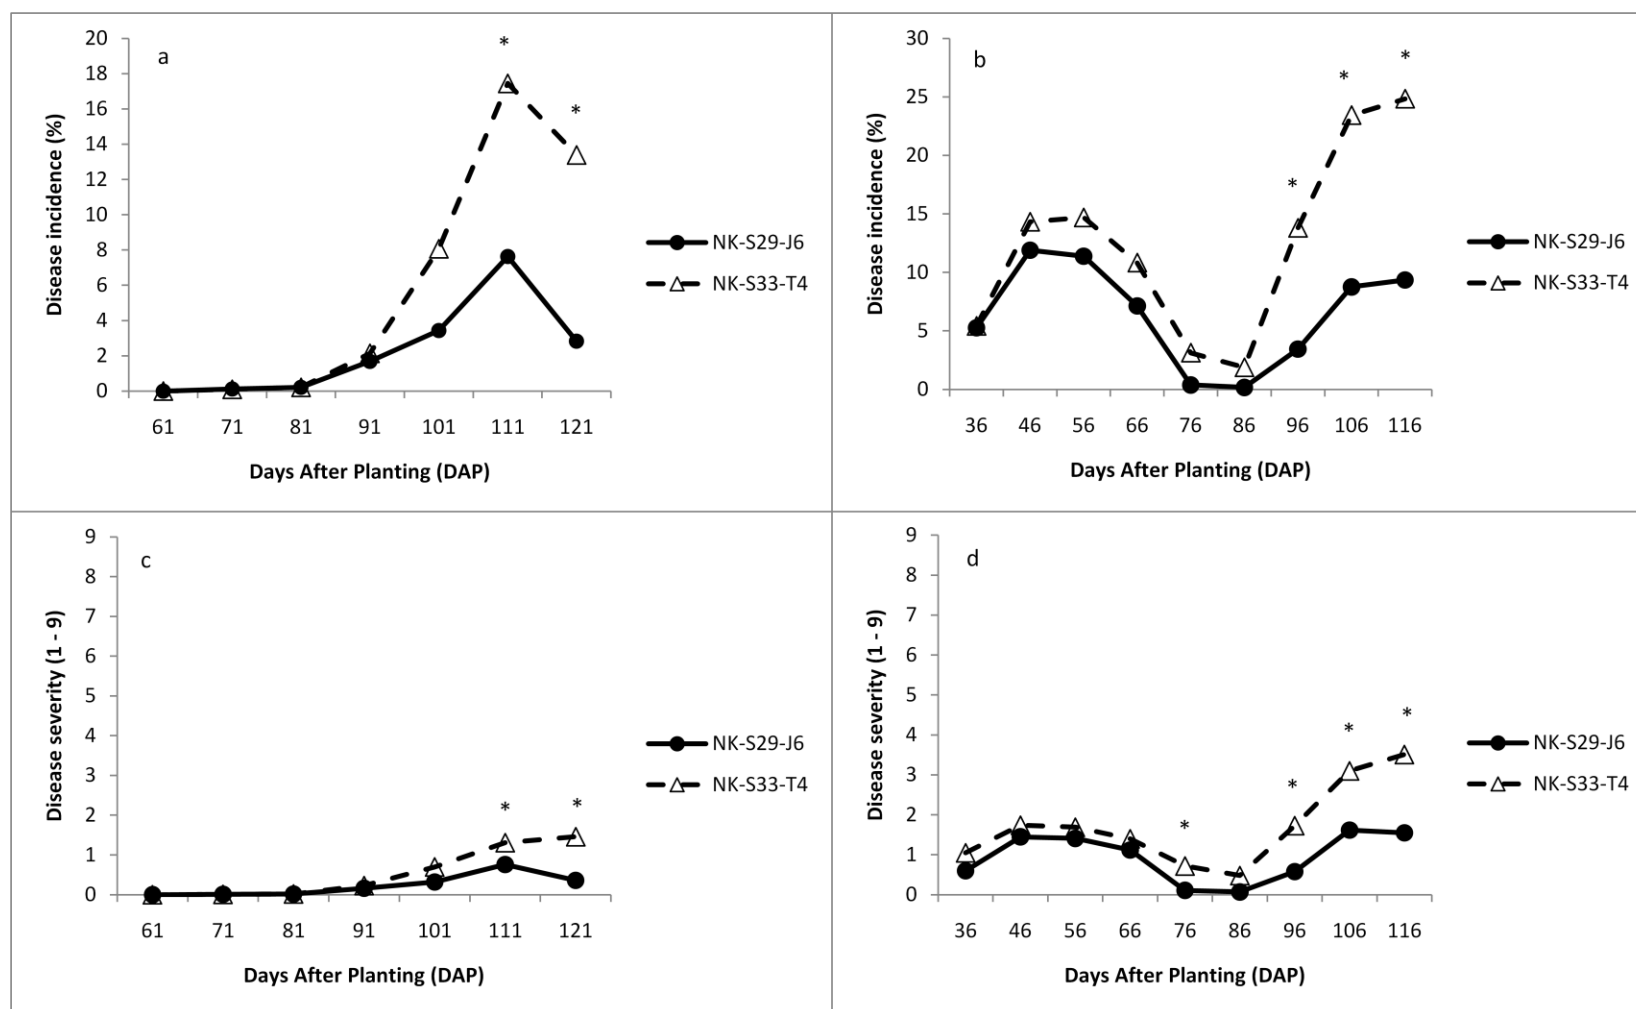 a
*
*
20
18
16
14
12
10
8
6
4
2
0
Disease incidence (%)
61 71 81 91 101 111 121
Days After Planting (DAP)
NK-S29-J6
NK-S33-T4
b
*
*
*
30
25
20
15
10
5
0
Disease incidence (%)
36 46 56 66 76 86 96 106 116
Days After Planting (DAP)
NK-S29-J6
NK-S33-T4
c
*
*
9
8
7
6
5
4
3
2
1
0
Disease severity (1 - 9)
61 71 81 91 101 111 121
Days After Planting (DAP)
NK-S29-J6
NK-S33-T4
d
*
*
*
*
9
8
7
6
5
4
3
2
1
0
Disease severity (1 - 9)
36 46 56 66 76 86 96 106 116
Days After Planting (DAP)
NK-S29-J6
NK-S33-T4